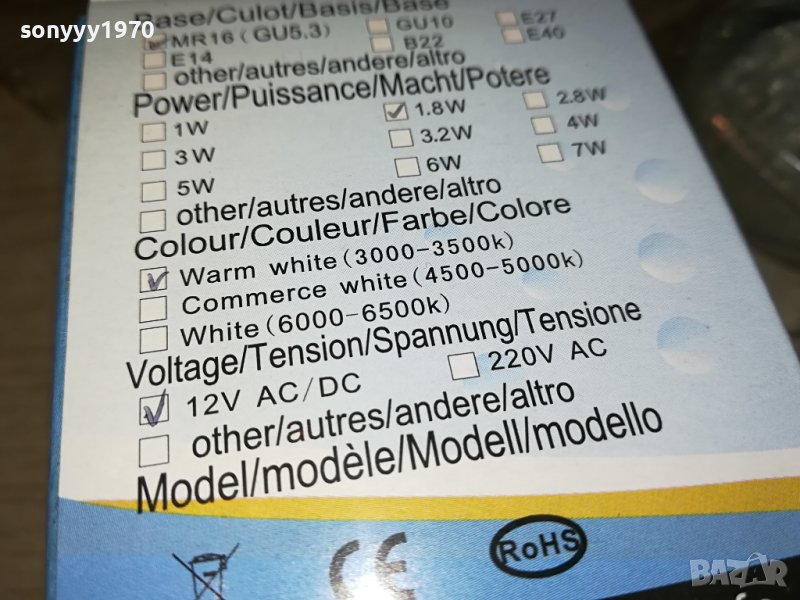 sonyyy1970
Base/Culot/Basis/Base
MR16(GU5.3) GU10 E27
E14 B22 E40
other/autres/andere/altro
Power/Puissance/Macht/Potere
1W 1.8W 2.8W
3W 3.2W 4W
5W 6W 7W
other/autres/andere/altro
Colour/Couleur/Farbe/Colore
Warm white(3000-3500k)
Commerce white(4500-5000k)
White(6000-6500k)
Voltage/Tension/Spannung/Tensione
12V AC/DC 220V AC
other/autres/andere/altro
Model/modèle/Modell/modello
CE RoHS
BAZAR